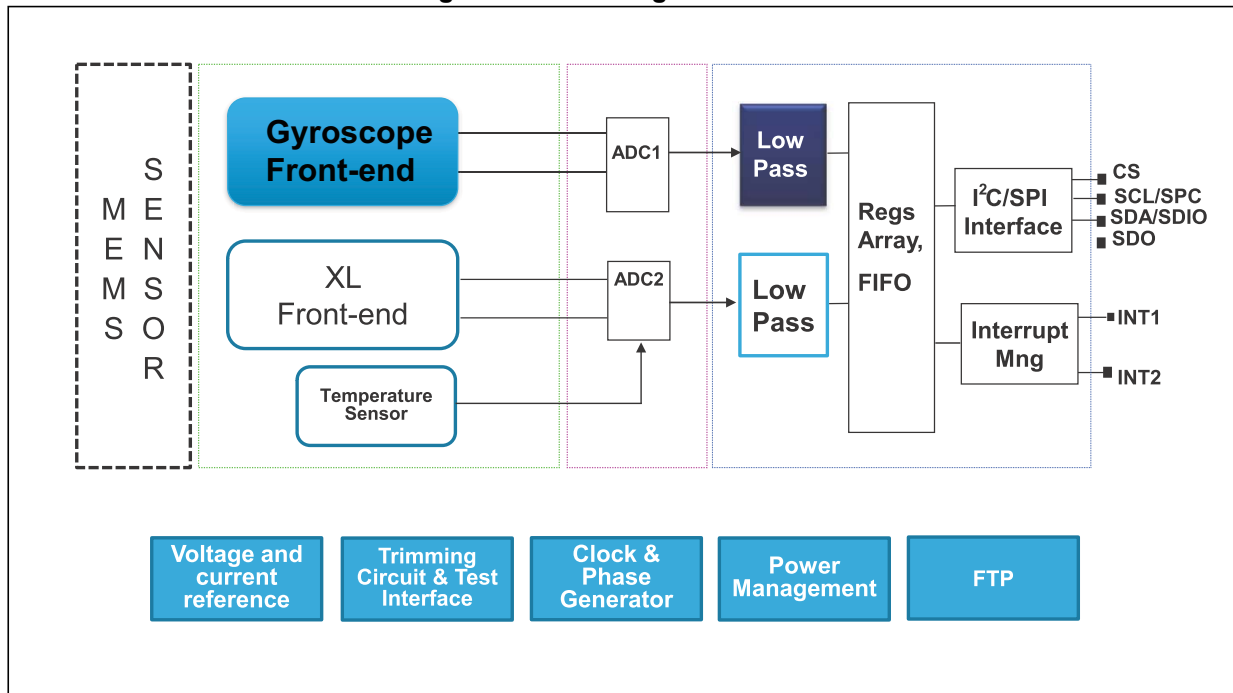 MEMS
SENSOR
Gyroscope
Front-end
XL
Front-end
Temperature
Sensor
ADC1
ADC2
Low
Pass
Low
Pass
Regs
Array,
FIFO
I²C/SPI
Interface
CS
SCL/SPC
SDA/SDIO
SDO
Interrupt
Mng
INT1
INT2
Voltage and
current
reference
Trimming
Circuit & Test
Interface
Clock &
Phase
Generator
Power
Management
FTP